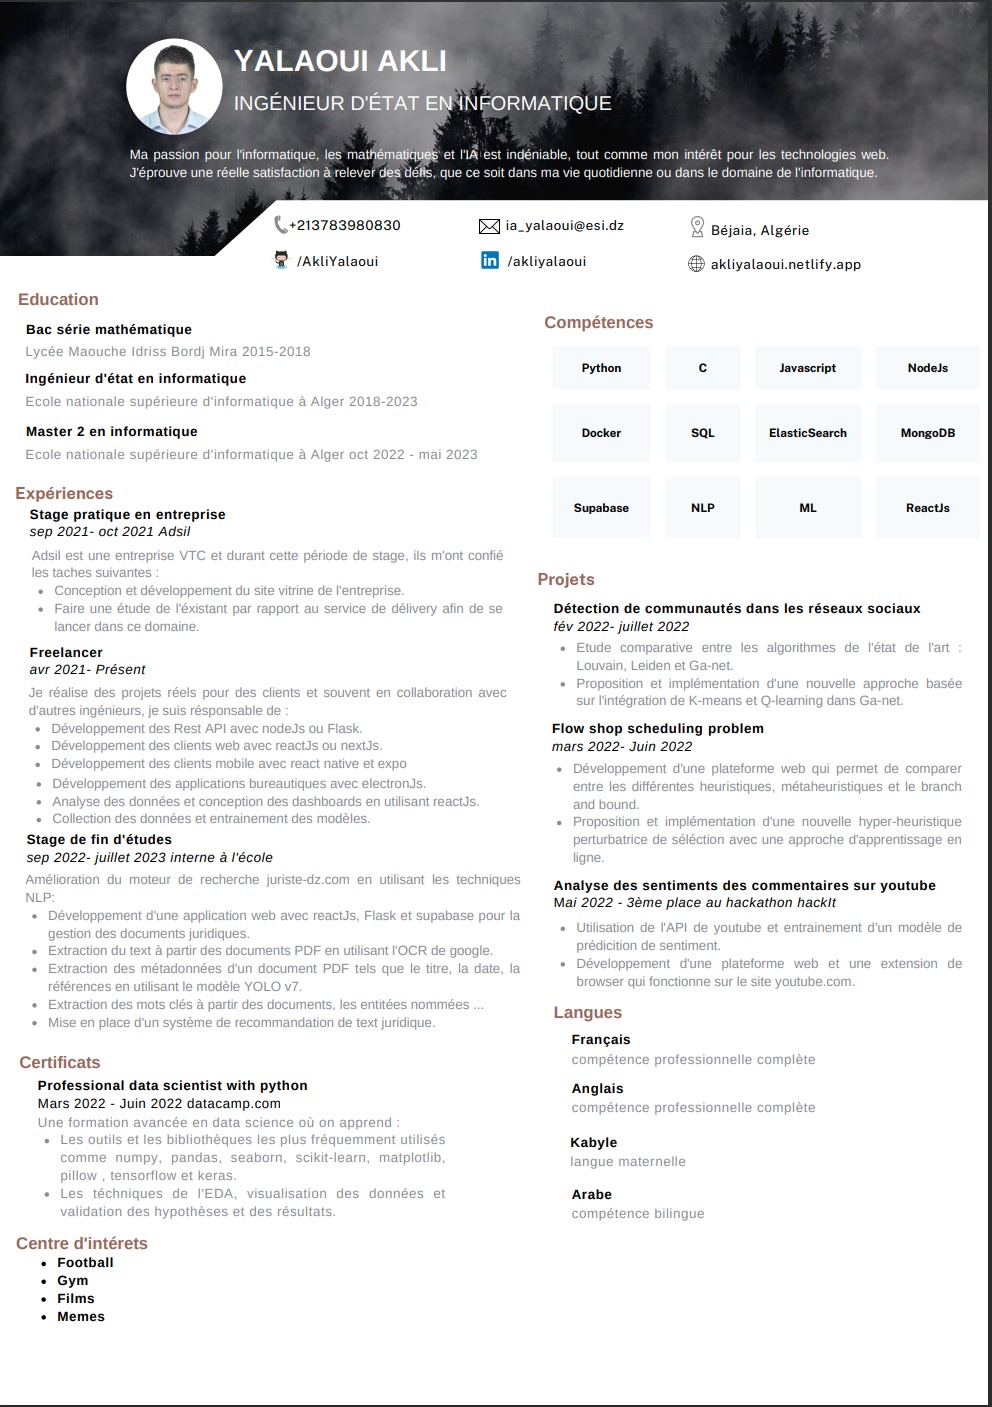 YALAOUI AKLI
INGÉNIEUR D'ÉTAT EN INFORMATIQUE
Ma passion pour l'informatique, les mathématiques et l'IA est indéniable, tout comme mon intérêt pour les technologies web.
J'éprouve une réelle satisfaction à relever des défis, que ce soit dans ma vie quotidienne ou dans le domaine de l'informatique.
+213783980830
ia_yalaoui@esi.dz
Béjaia, Algérie
/AkliYalaoui
/akliyalaoui
akliyalaoui.netlify.app
Education
Bac série mathématique
Lycée Maouche Idriss Bordj Mira 2015-2018
Ingénieur d'état en informatique
Ecole nationale supérieure d'informatique à Alger 2018-2023
Master 2 en informatique
Ecole nationale supérieure d'informatique à Alger oct 2022 - mai 2023
Expériences
Stage pratique en entreprise
sep 2021- oct 2021 Adsil
Adsil est une entreprise VTC et durant cette période de stage, ils m'ont confié
les taches suivantes :
• Conception et développement du site vitrine de l'entreprise.
• Faire une étude de l'éxistant par rapport au service de délivery afin de se
lancer dans ce domaine.
Freelancer
avr 2021- Présent
Je réalise des projets réels pour des clients et souvent en collaboration avec
d'autres ingénieurs, je suis résponsable de :
• Développement des Rest API avec nodeJs ou Flask.
• Développement des clients web avec reactJs ou nextJs.
• Développement des clients mobile avec react native et expo
• Développement des applications bureautiques avec electronJs.
• Analyse des données et conception des dashboards en utilisant reactJs.
• Collection des données et entrainement des modèles.
Stage de fin d'études
sep 2022- juillet 2023 interne à l'école
Amélioration du moteur de recherche juriste-dz.com en utilisant les techniques
NLP:
• Développement d'une application web avec reactJs, Flask et supabase pour la
gestion des documents juridiques.
• Extraction du text à partir des documents PDF en utilisant l'OCR de google.
• Extraction des métadonnées d'un document PDF tels que le titre, la date, la
références en utilisant le modèle YOLO v7.
• Extraction des mots clés à partir des documents, les entitées nommées ...
• Mise en place d'un système de recommandation de text juridique.
Certificats
Professional data scientist with python
Mars 2022 - Juin 2022 datacamp.com
Une formation avancée en data science où on apprend :
• Les outils et les bibliothèques les plus fréquemment utilisés
comme numpy, pandas, seaborn, scikit-learn, matplotlib,
pillow , tensorflow et keras.
• Les téchniques de l'EDA, visualisation des données et
validation des hypothèses et des résultats.
Centre d'intérets
• Football
• Gym
• Films
• Memes
Compétences
Python
C
Javascript
NodeJs
Docker
SQL
ElasticSearch
MongoDB
Supabase
NLP
ML
ReactJs
Projets
Détection de communautés dans les réseaux sociaux
fév 2022- juillet 2022
• Etude comparative entre les algorithmes de l'état de l'art :
Louvain, Leiden et Ga-net.
• Proposition et implémentation d'une nouvelle approche basée
sur l'intégration de K-means et Q-learning dans Ga-net.
Flow shop scheduling problem
mars 2022- Juin 2022
• Développement d'une plateforme web qui permet de comparer
entre les différentes heuristiques, métaheuristiques et le branch
and bound.
• Proposition et implémentation d'une nouvelle hyper-heuristique
perturbatrice de séléction avec une approche d'apprentissage en
ligne.
Analyse des sentiments des commentaires sur youtube
Mai 2022 - 3ème place au hackathon hackIt
• Utilisation de l'API de youtube et entrainement d'un modèle de
prédicition de sentiment.
• Développement d'une plateforme web et une extension de
browser qui fonctionne sur le site youtube.com.
Langues
Français
compétence professionnelle complète
Anglais
compétence professionnelle complète
Kabyle
langue maternelle
Arabe
compétence bilingue